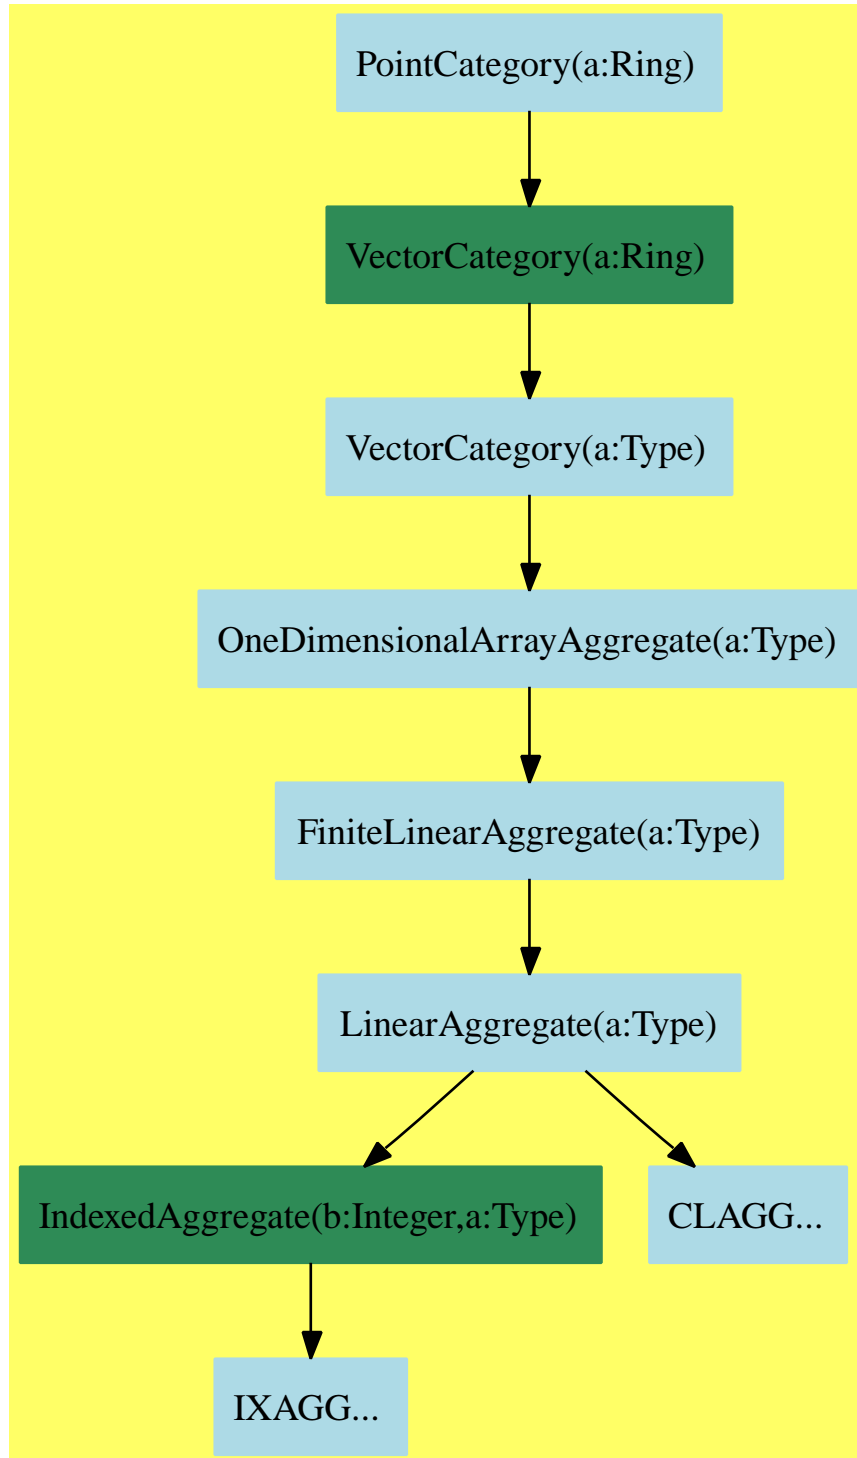 PointCategory(a:Ring)
VectorCategory(a:Ring)
VectorCategory(a:Type)
OneDimensionalArrayAggregate(a:Type)
FiniteLinearAggregate(a:Type)
LinearAggregate(a:Type)
IndexedAggregate(b:Integer,a:Type)
CLAGG...
IXAGG...